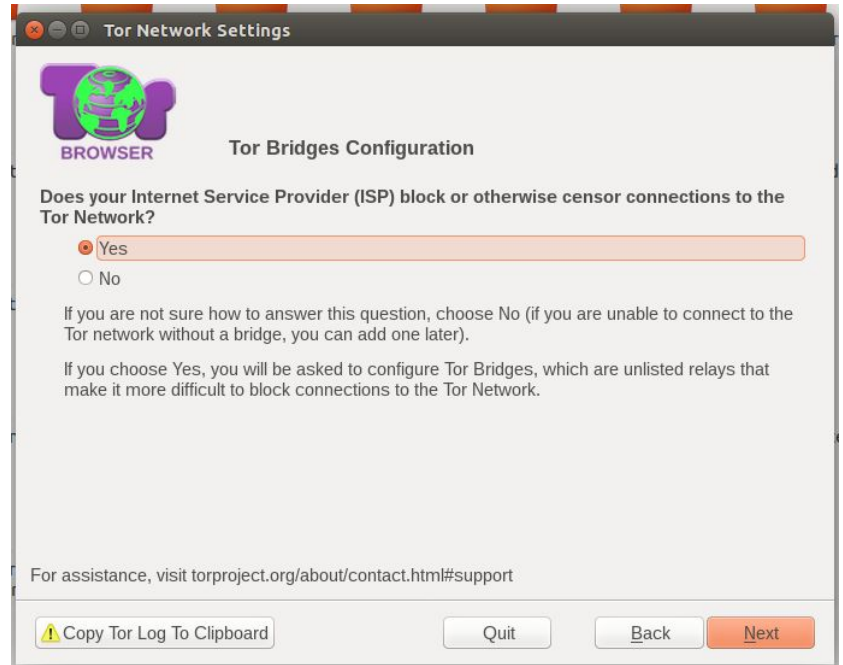 Tor Network Settings
Tor
BROWSER
Tor Bridges Configuration
Does your Internet Service Provider (ISP) block or otherwise censor connections to the
Tor Network?
Yes
No
If you are not sure how to answer this question, choose No (if you are unable to connect to the
Tor network without a bridge, you can add one later).
If you choose Yes, you will be asked to configure Tor Bridges, which are unlisted relays that
make it more difficult to block connections to the Tor Network.
For assistance, visit torproject.org/about/contact.html#support
Copy Tor Log To Clipboard
Quit
Back
Next